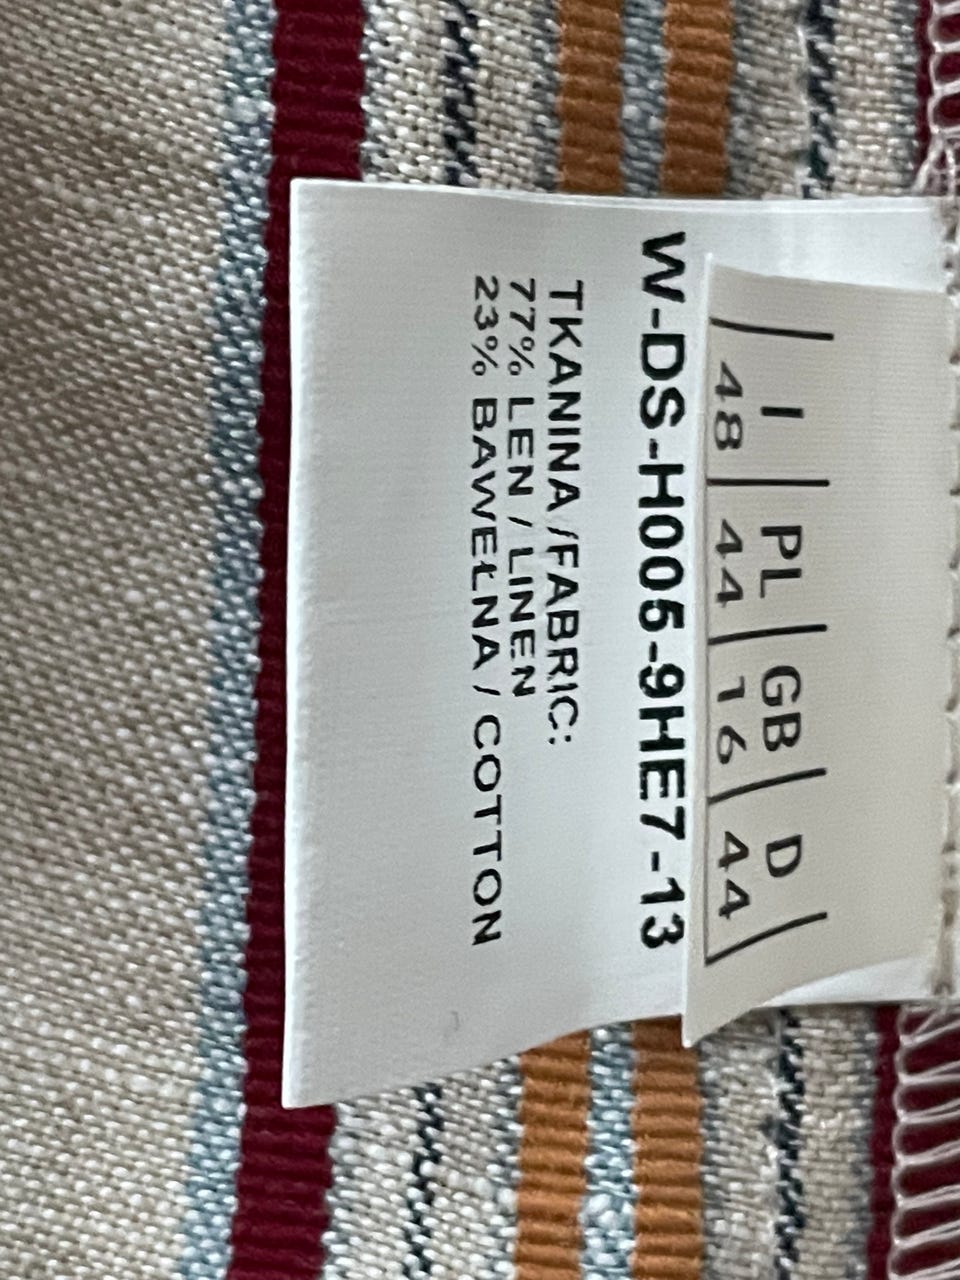 / I / PL / GB / D /
/ 48 / 44 / 16 / 44 /
W-DS-H005-9HE7-13
TKANINA/FABRIC:
77% LEN / LINEN
23% BAWEŁNA / COTTON